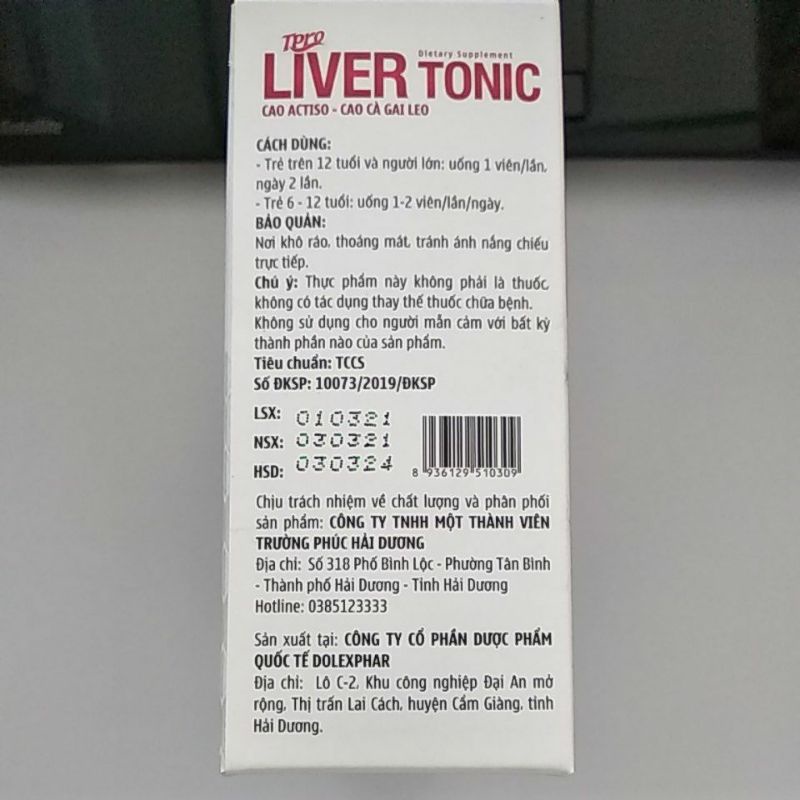 Tpro
Dietary Supplement
LIVER TONIC
CAO ACTISO - CAO CÀ GAI LEO
CÁCH DÙNG:
- Trẻ trên 12 tuổi và người lớn: uống 1 viên/lần,
ngày 2 lần.
- Trẻ 6 - 12 tuổi: uống 1-2 viên/lần/ngày.
BẢO QUẢN:
Nơi khô ráo, thoáng mát, tránh ánh nắng chiếu
trực tiếp.
Chú ý: Thực phẩm này không phải là thuốc,
không có tác dụng thay thế thuốc chữa bệnh.
Không sử dụng cho người mẫn cảm với bất kỳ
thành phần nào của sản phẩm.
Tiêu chuẩn: TCCS
Số ĐKSP: 10073/2019/ĐKSP
LSX: 010321
NSX: 030321
HSD: 030324
8 936129 510309
Chịu trách nhiệm về chất lượng và phân phối
sản phẩm: CÔNG TY TNHH MỘT THÀNH VIÊN
TRƯỜNG PHÚC HẢI DƯƠNG
Địa chỉ: Số 318 Phố Bình Lộc - Phường Tân Bình
- Thành phố Hải Dương - Tỉnh Hải Dương
Hotline: 0385123333
Sản xuất tại: CÔNG TY CỔ PHẦN DƯỢC PHẨM
QUỐC TẾ DOLEXPHAR
Địa chỉ: Lô C-2, Khu công nghiệp Đại An mở
rộng, Thị trấn Lai Cách, huyện Cẩm Giàng, tỉnh
Hải Dương.